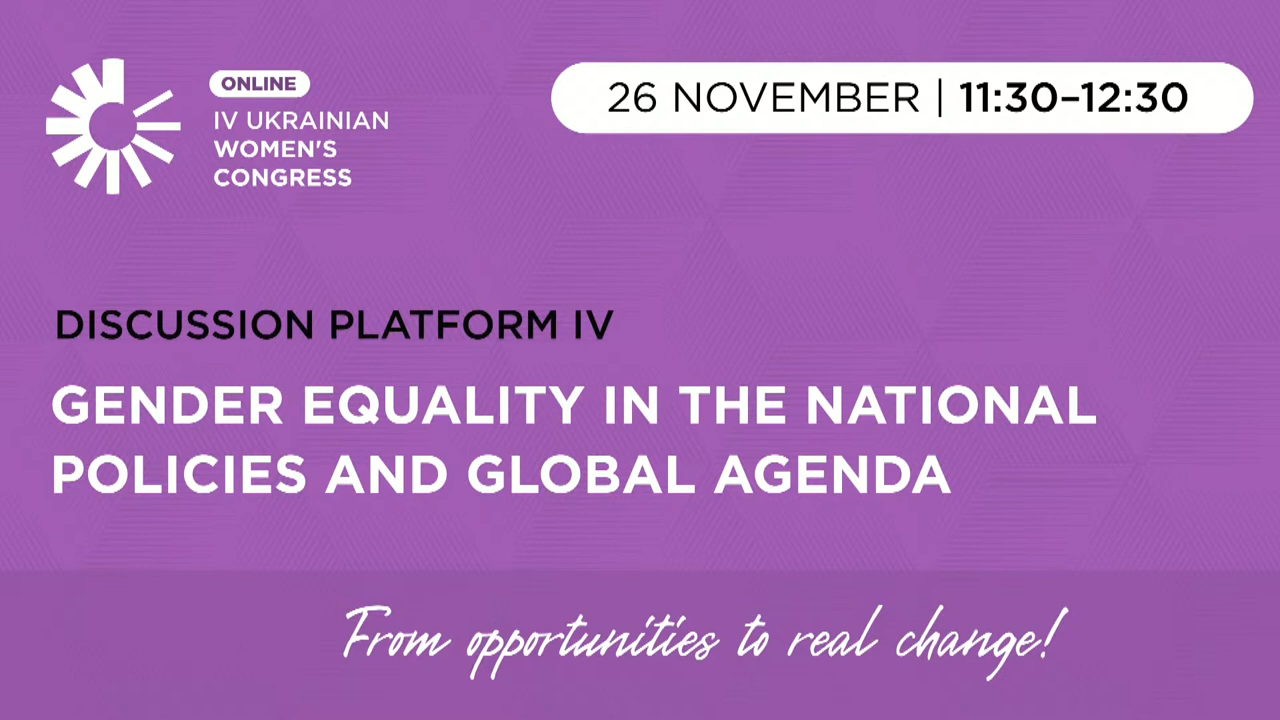 ONLINE
IV UKRAINIAN
WOMEN'S
CONGRESS
26 NOVEMBER | 11:30–12:30
DISCUSSION PLATFORM IV
GENDER EQUALITY IN THE NATIONAL
POLICIES AND GLOBAL AGENDA
From opportunities to real change!